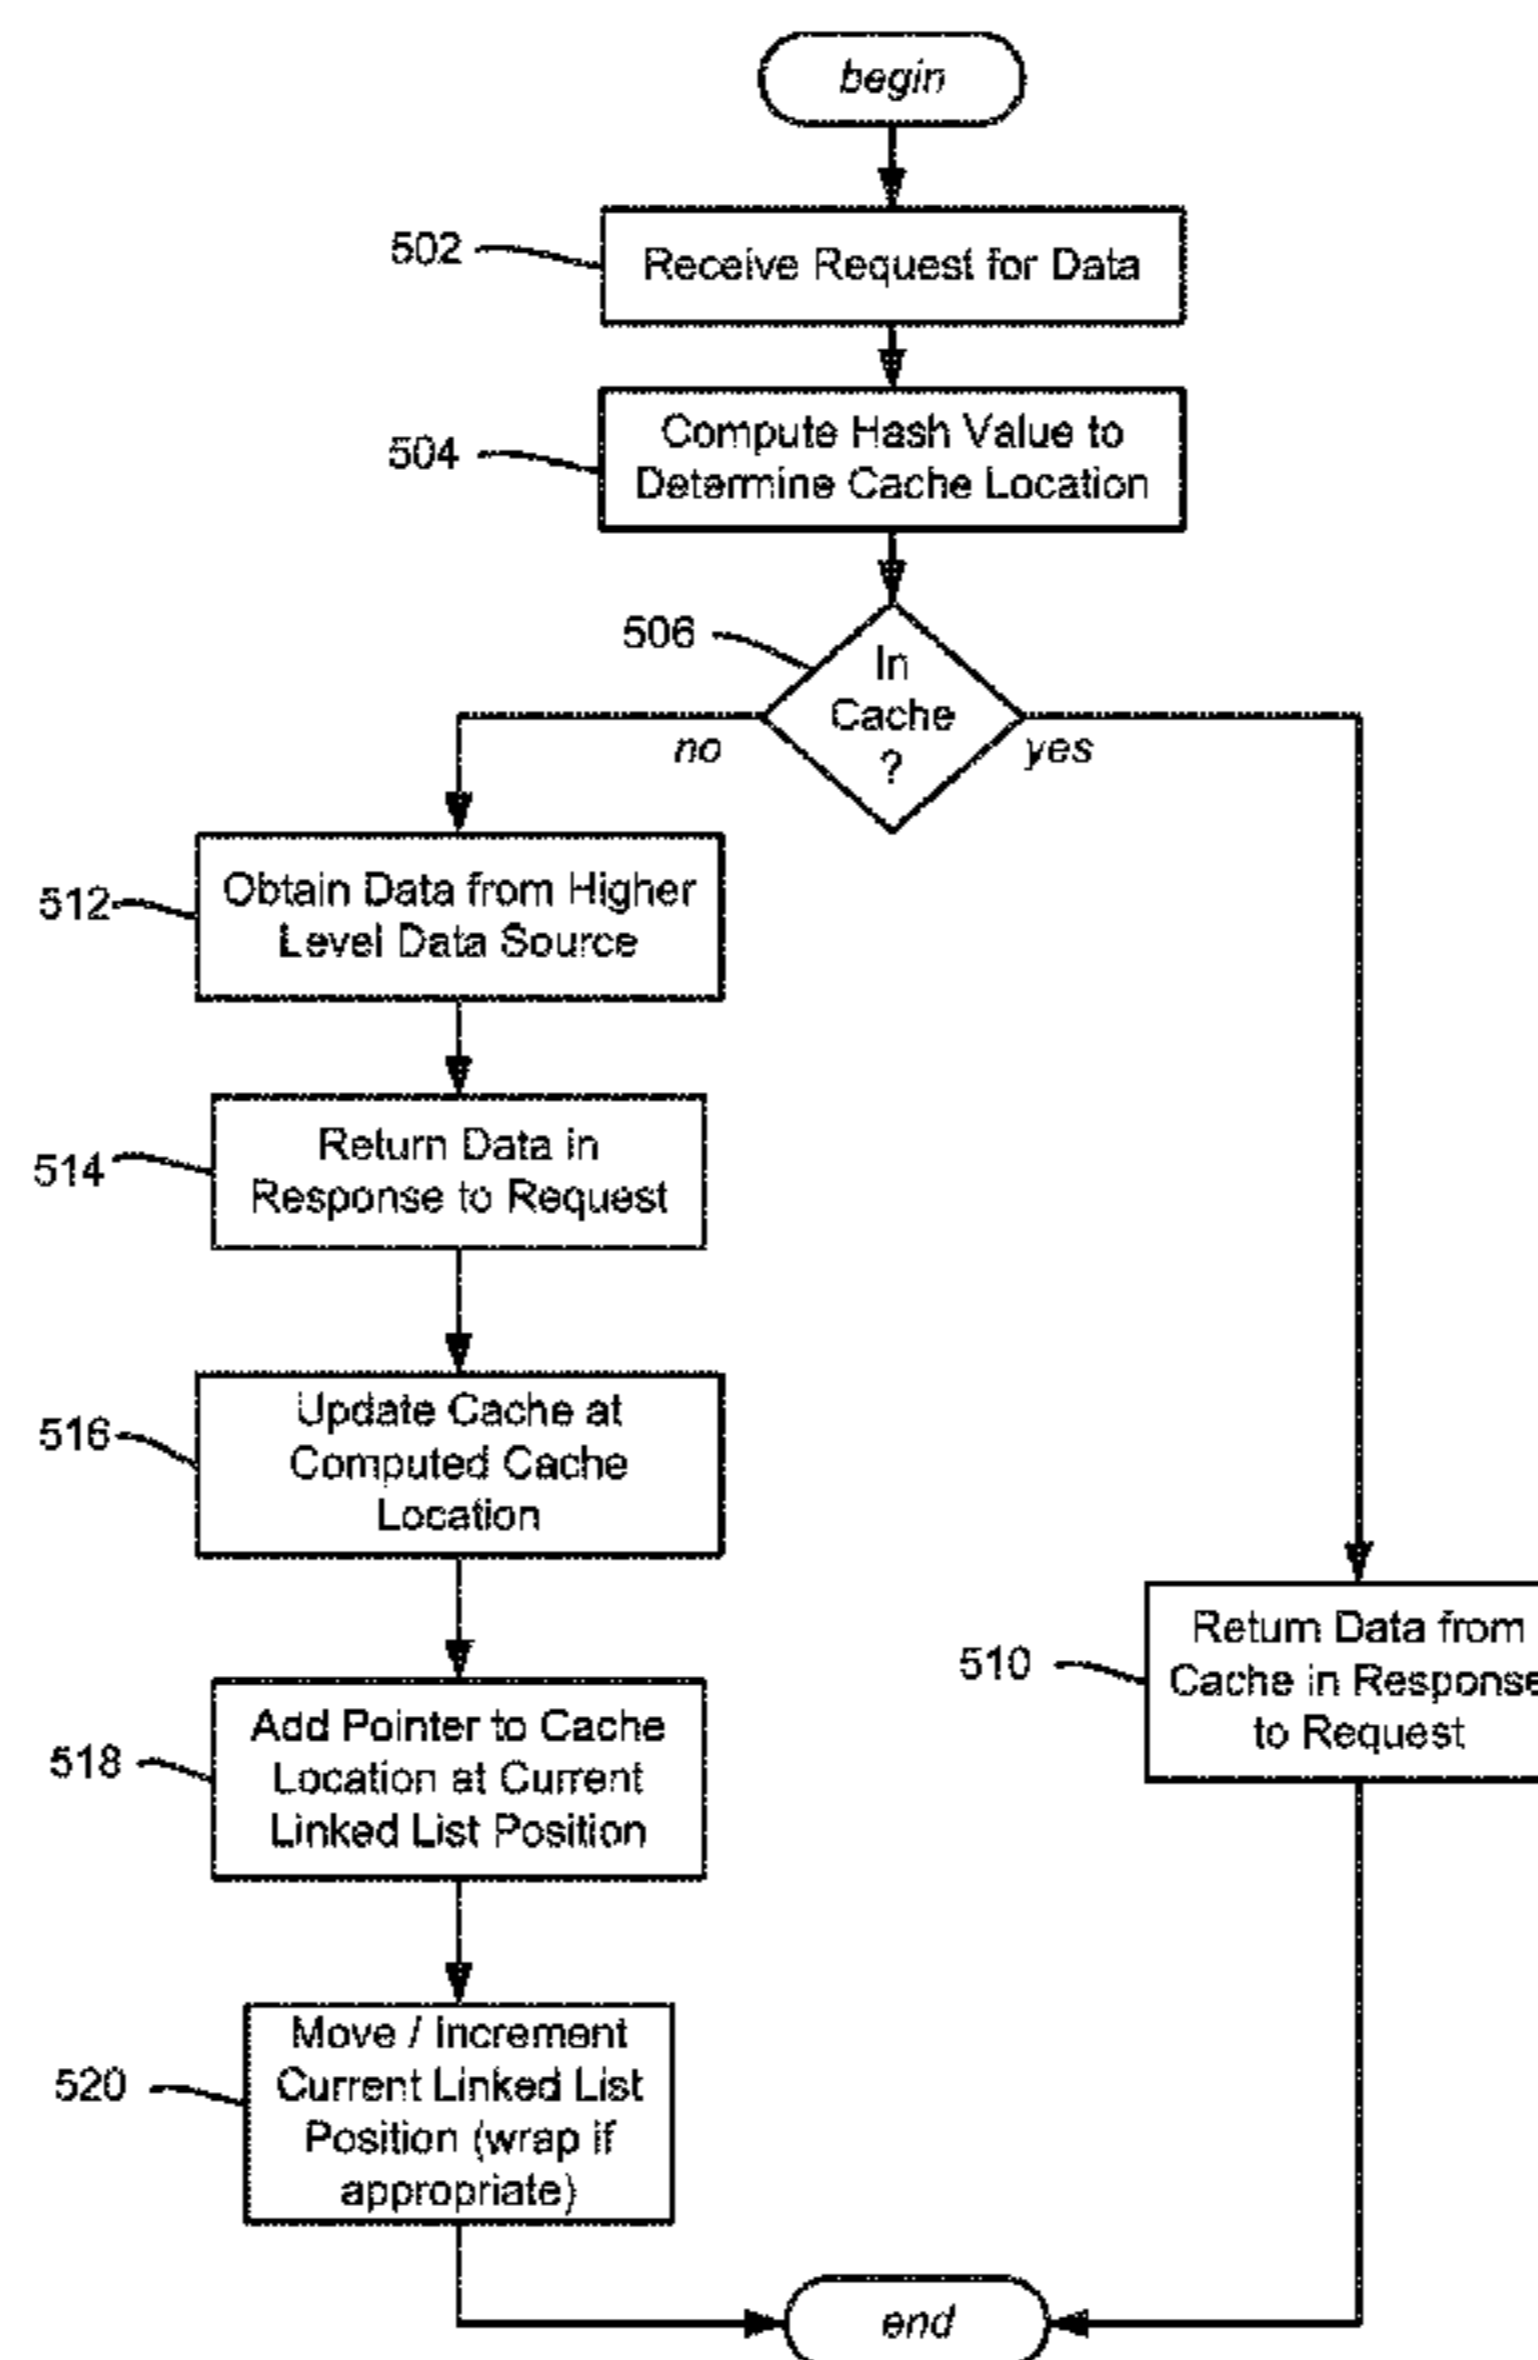 begin
502
Receive Request for Data
504
Compute Hash Value to
Determine Cache Location
506
In
Cache
?
no
yes
512
Obtain Data from Higher
Level Data Source
514
Return Data in
Response to Request
516
Update Cache at
Computed Cache
Location
518
Add Pointer to Cache
Location at Current
Linked List Position
520
Move / Increment
Current Linked List
Position (wrap if
appropriate)
510
Return Data from
Cache in Response
to Request
end